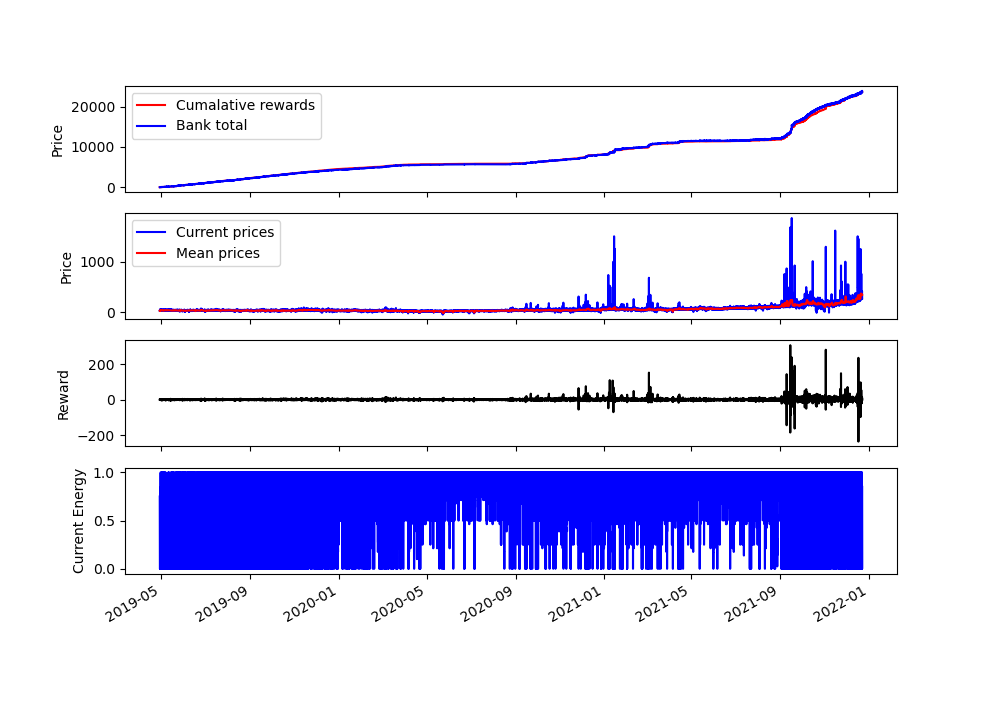 Price
20000
10000
0
Cumalative rewards
Bank total
Price
1000
0
Current prices
Mean prices
Reward
200
0
−200
Current Energy
1.0
0.5
0.0
2019-05
2019-09
2020-01
2020-05
2020-09
2021-01
2021-05
2021-09
2022-01